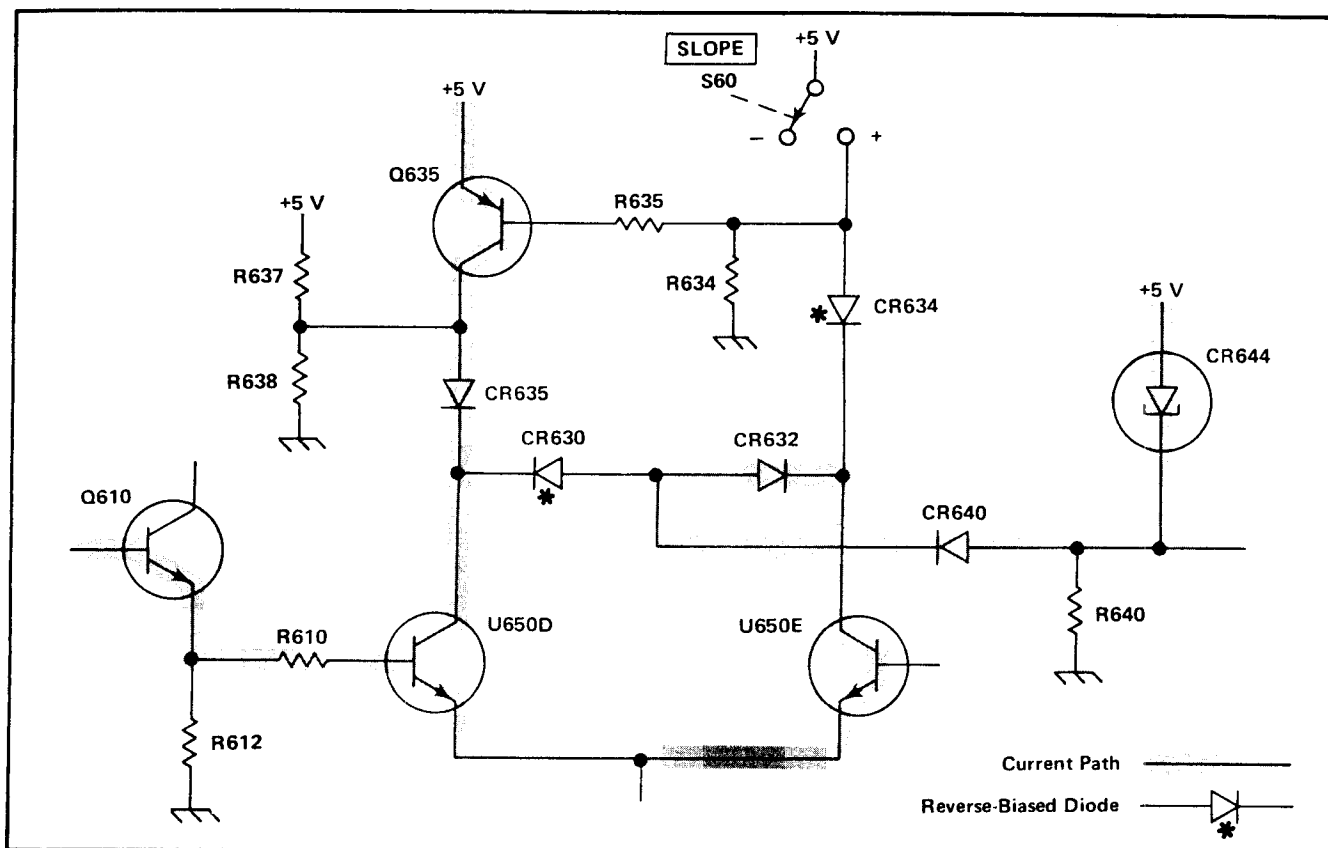 SLOPE
+5 V
S60
+5 V
- +
Q635
+5 V
R635
R637
R634
CR634
+5 V
*
CR644
R638
CR635
CR630
CR632
*
Q610
CR640
U650D
U650E
R640
R610
R612
Current Path
Reverse-Biased Diode
*